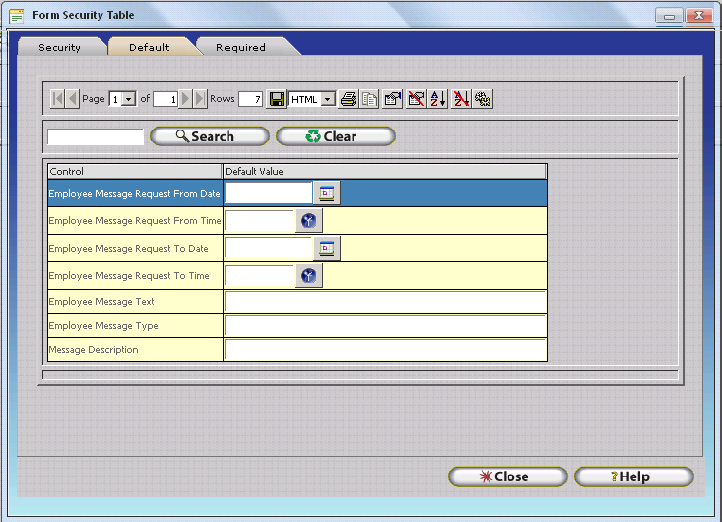 Form Security Table
Security Default Required
Page 1 of 1 Rows 7 HTML
Search Clear
Control Default Value
Employee Message Request From Date
Employee Message Request From Time
Employee Message Request To Date
Employee Message Request To Time
Employee Message Text
Employee Message Type
Message Description
Close ?Help